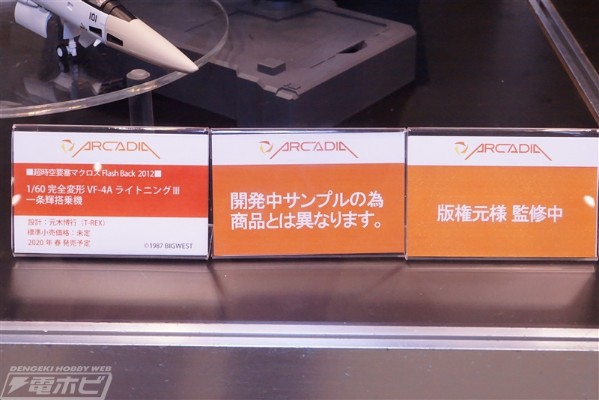 101
ARCADIA
■超時空要塞マクロス Flash Back 2012■
1/60 完全変形 VF-4A ライトニングⅢ
一条輝搭乗機
設計：元木博行（T-REX）
標準小売価格：未定
2020年春 発売予定
©1987 BIGWEST
ARCADIA
開発中サンプルの為
商品とは異なります。
ARCADIA
版権元様 監修中
DENGEKI HOBBY WEB
電ホビ